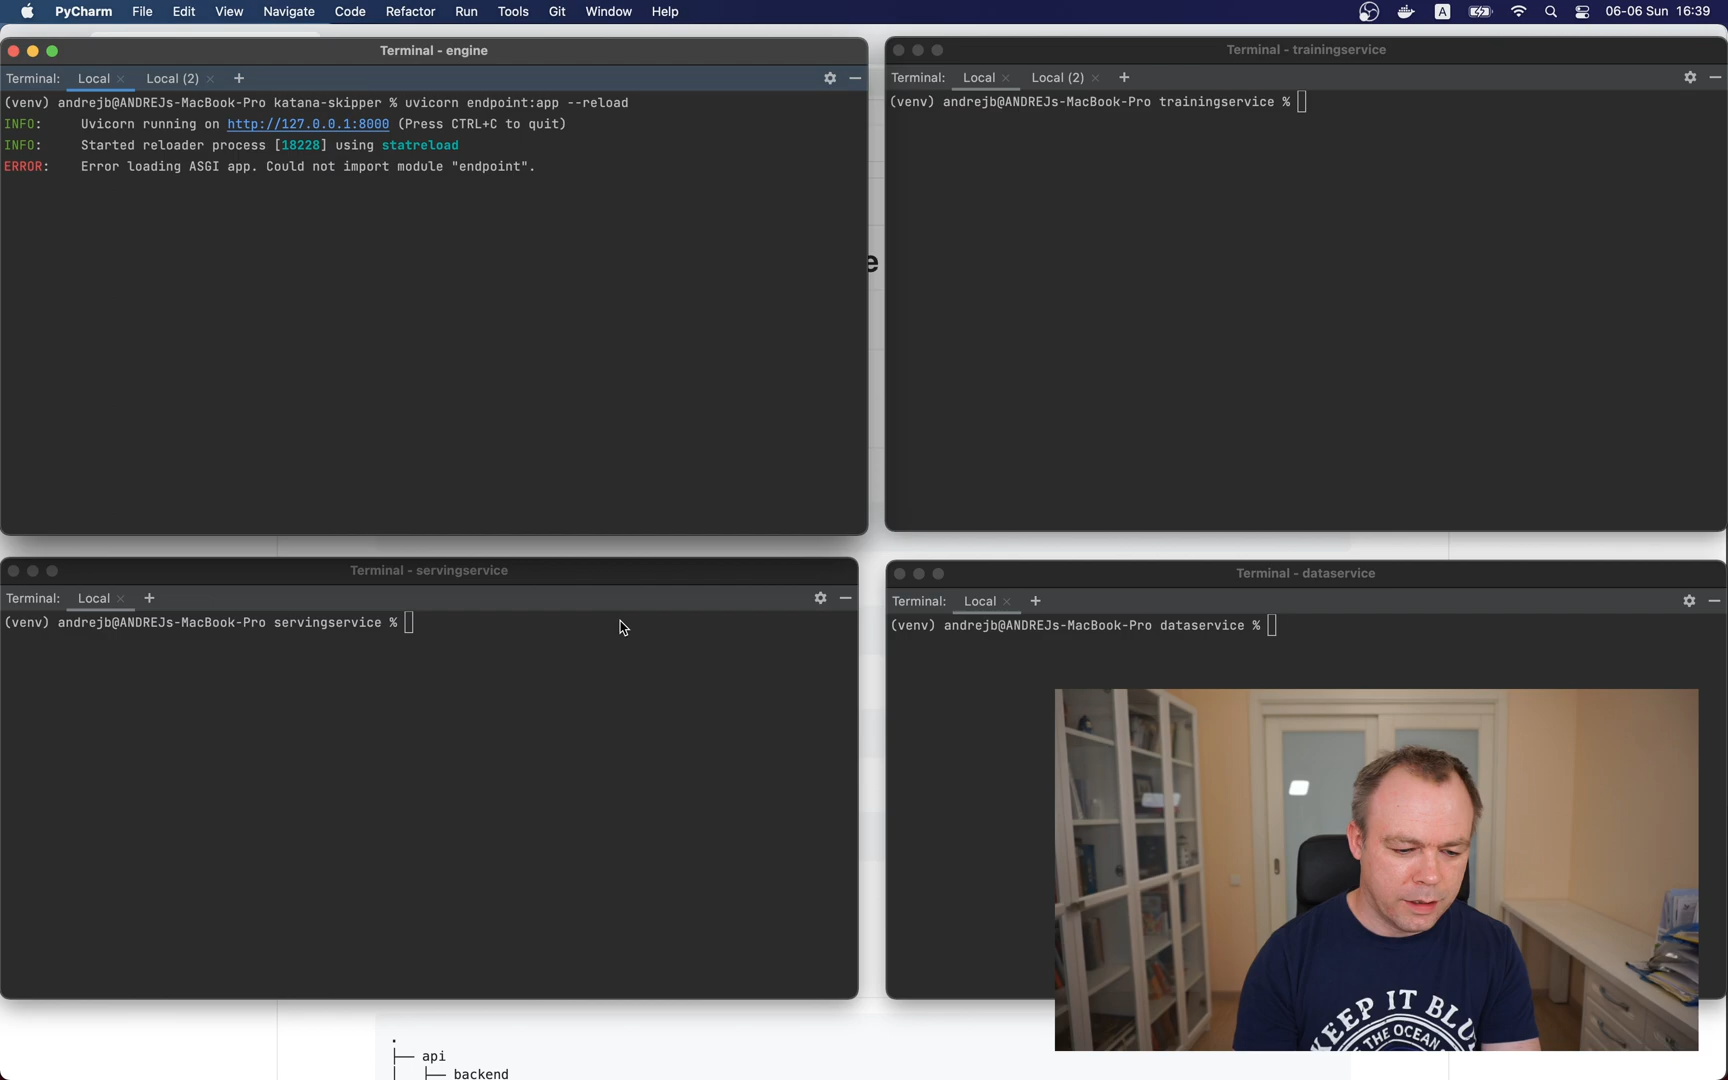 PyCharm File Edit View Navigate Code Refactor Run Tools Git Window Help A 06-06 Sun 16:39
Terminal - engine
Terminal: Local × Local (2) × +
(venv) andrejb@ANDREJs-MacBook-Pro katana-skipper % uvicorn endpoint:app --reload
INFO: Uvicorn running on http://127.0.0.1:8000 (Press CTRL+C to quit)
INFO: Started reloader process [18228] using statreload
ERROR: Error loading ASGI app. Could not import module "endpoint".
Terminal - trainingservice
Terminal: Local × Local (2) × +
(venv) andrejb@ANDREJs-MacBook-Pro trainingservice %
e
Terminal - servingservice
Terminal: Local × +
(venv) andrejb@ANDREJs-MacBook-Pro servingservice %
Terminal - dataservice
Terminal: Local × +
(venv) andrejb@ANDREJs-MacBook-Pro dataservice %
KEEP IT BLU
THE OCEAN
.
├── api
│ ├── backend